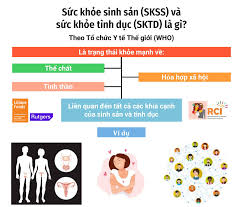 Sức khỏe sinh sản (SKSS) và
sức khỏe tình dục (SKTD) là gì?
Theo Tổ chức Y tế Thế giới (WHO)
Là trạng thái khỏe mạnh về:
Thể chất
Hòa hợp xã hội
Tinh thần
Liên quan đến tất cả các khía cạnh
của sinh sản và tình dục
Rutgers
RCI
Ví dụ